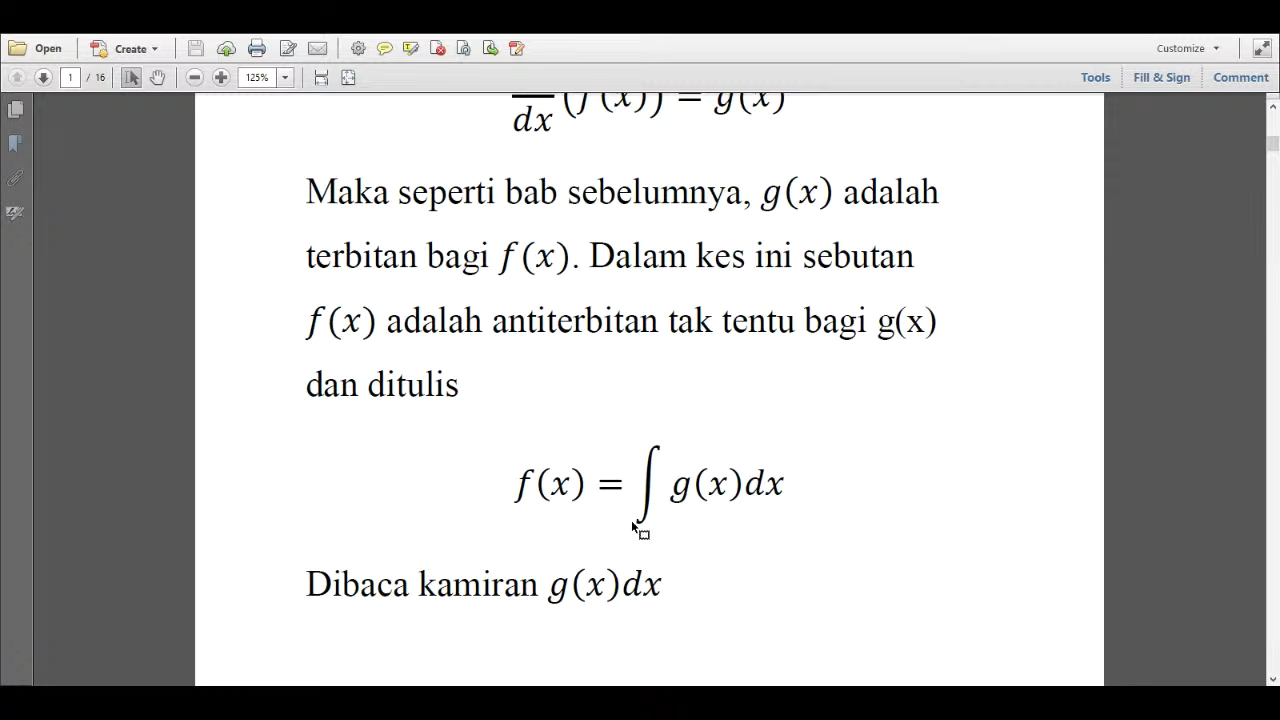 Open Create Customize
1 / 16 125% Tools Fill & Sign Comment
d/dx (f(x)) = g(x)
Maka seperti bab sebelumnya, g(x) adalah
terbitan bagi f(x). Dalam kes ini sebutan
f(x) adalah antiterbitan tak tentu bagi g(x)
dan ditulis
f(x) = ∫ g(x)dx
Dibaca kamiran g(x)dx